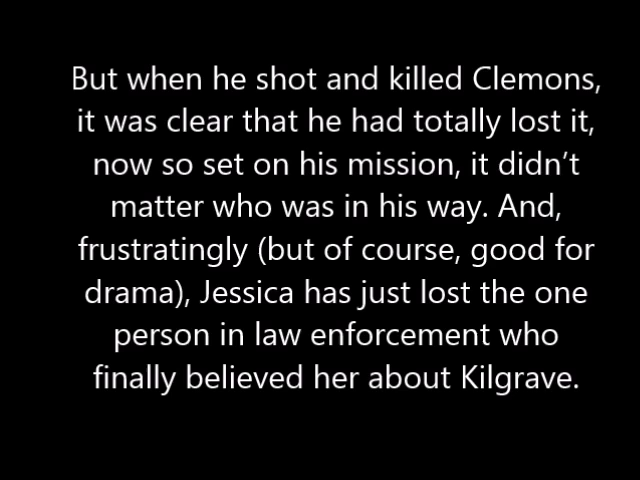 But when he shot and killed Clemons,
it was clear that he had totally lost it,
now so set on his mission, it didn’t
matter who was in his way. And,
frustratingly (but of course, good for
drama), Jessica has just lost the one
person in law enforcement who
finally believed her about Kilgrave.